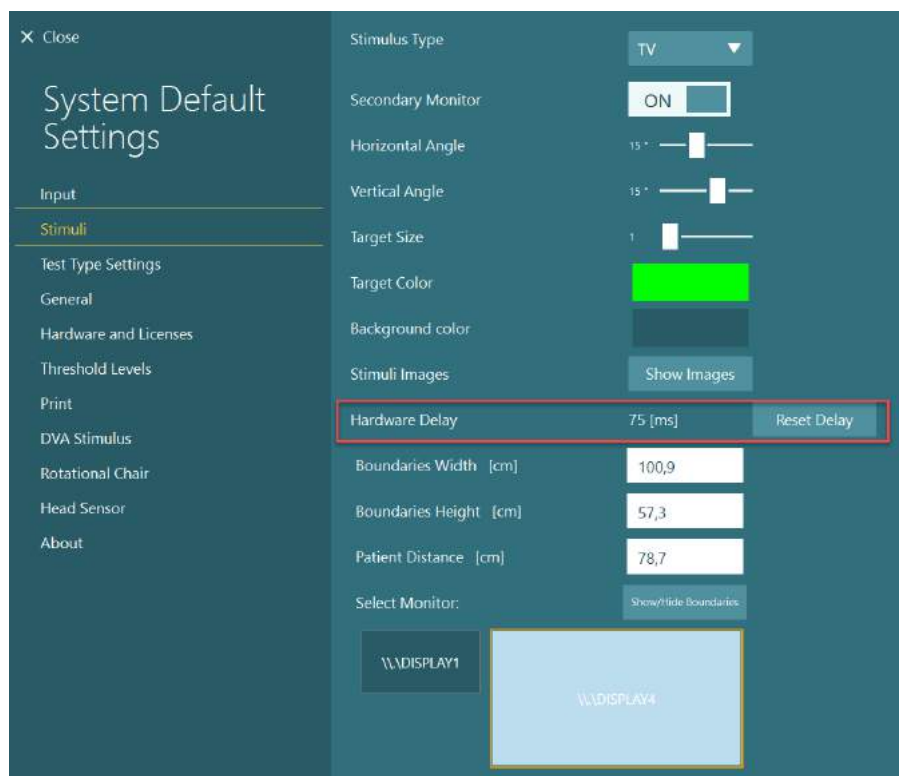 X Close
System Default
Settings
Input
Stimuli
Test Type Settings
General
Hardware and Licenses
Threshold Levels
Print
DVA Stimulus
Rotational Chair
Head Sensor
About
Stimulus Type TV
Secondary Monitor ON
Horizontal Angle 15 °
Vertical Angle 15 °
Target Size 1
Target Color
Background color
Stimuli Images Show Images
Hardware Delay 75 [ms] Reset Delay
Boundaries Width [cm] 100,9
Boundaries Height [cm] 57,3
Patient Distance [cm] 78,7
Select Monitor: Show/Hide Boundaries
\\.\DISPLAY1
\\.\DISPLAY4